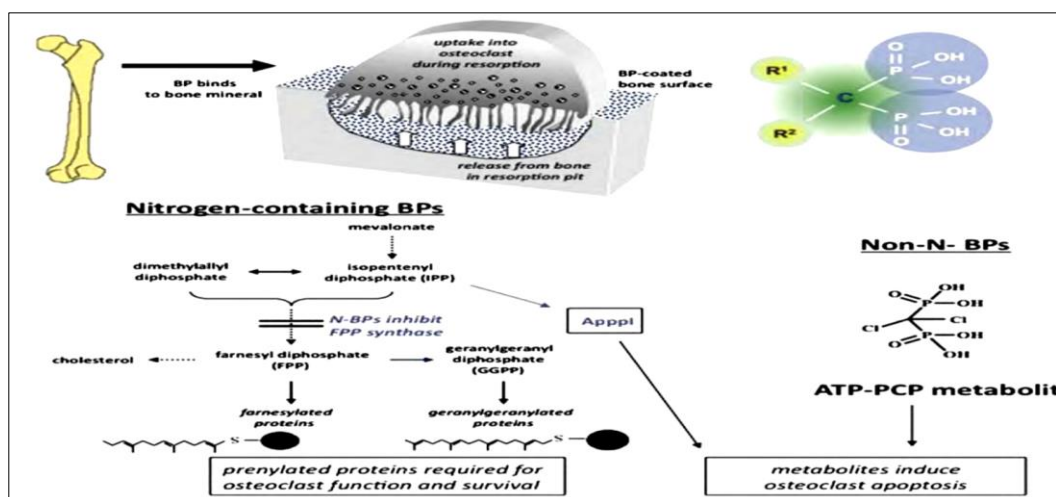 uptake into
osteoclast during
resorption
BP binds
to bone mineral
BP-coated
bone surface
release from bone
in resorption pit
R¹
R²
C
O
P
OH
OH
P
O
OH
OH
Nitrogen-containing BPs
mevalonate
dimethylallyl
diphosphate
isopentenyl
diphosphate (IPP)
N-BPs inhibit
FPP synthase
ApppI
cholesterol
farnesyl diphosphate
(FPP)
geranylgeranyl
diphosphate
(GGPP)
farnesylated
proteins
geranylgeranylated
proteins
S
S
prenylated proteins required for
osteoclast function and survival
Non-N- BPs
O
OH
P
OH
Cl
Cl
P
OH
O
OH
ATP-PCP metabolit
metabolites induce
osteoclast apoptosis